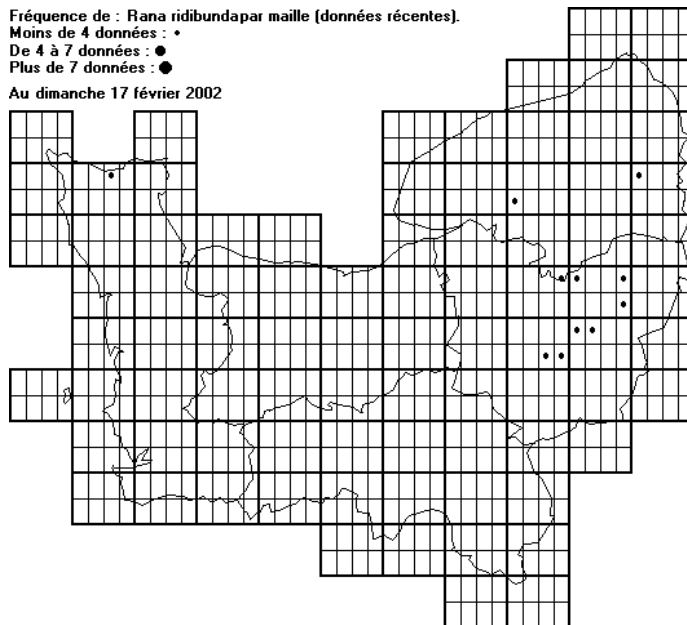 Fréquence de : Rana ridibundapar maille (données récentes).
Moins de 4 données :
De 4 à 7 données :
Plus de 7 données :
Au dimanche 17 février 2002